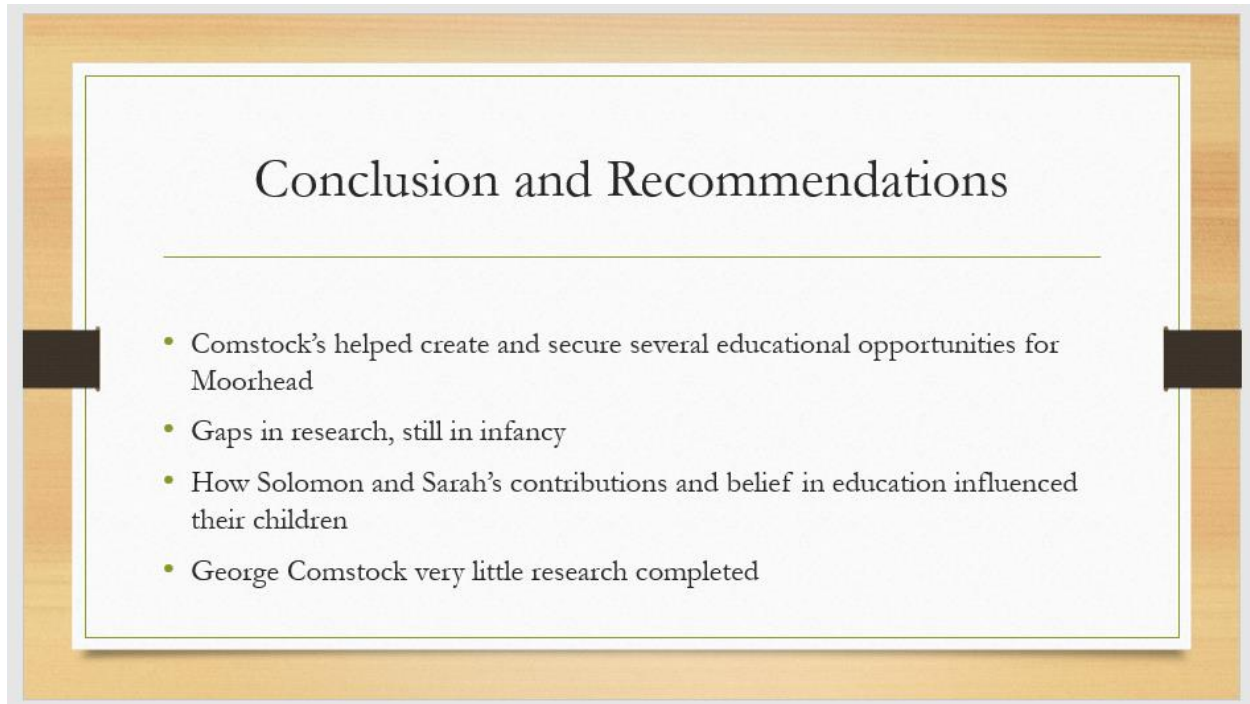 Conclusion and Recommendations
• Comstock’s helped create and secure several educational opportunities for
Moorhead
• Gaps in research, still in infancy
• How Solomon and Sarah’s contributions and belief in education influenced
their children
• George Comstock very little research completed